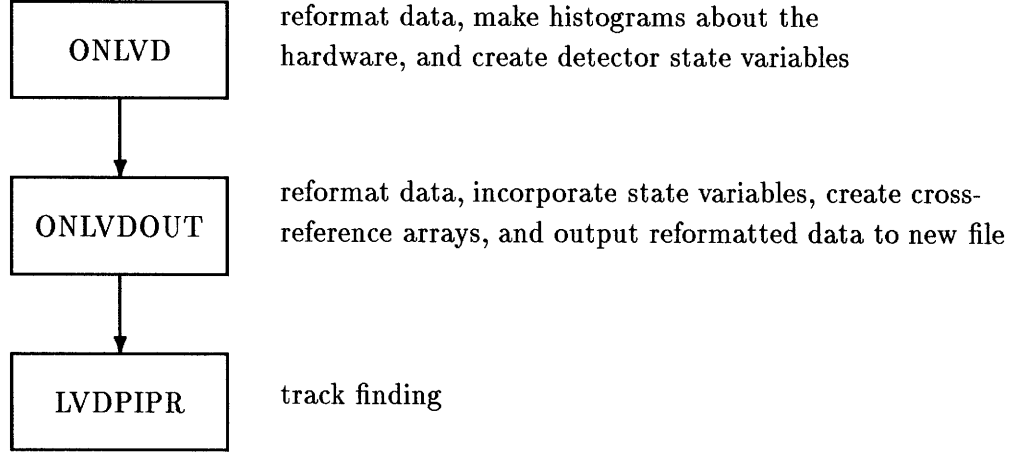 ONLVD
reformat data, make histograms about the
hardware, and create detector state variables
ONLVDOUT
reformat data, incorporate state variables, create cross-
reference arrays, and output reformatted data to new file
LVDPIPR
track finding